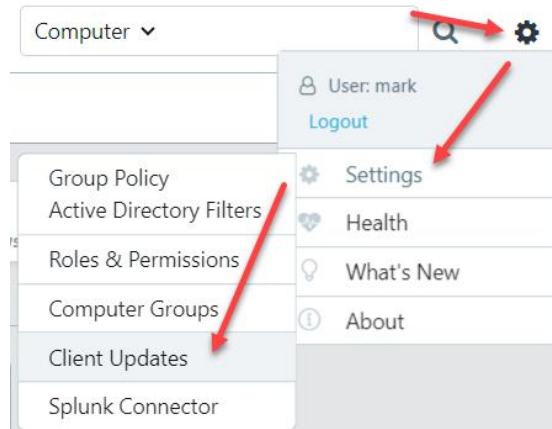 Computer
User: mark
Logout
Settings
Health
What's New
About
Group Policy
Active Directory Filters
Roles & Permissions
Computer Groups
Client Updates
Splunk Connector